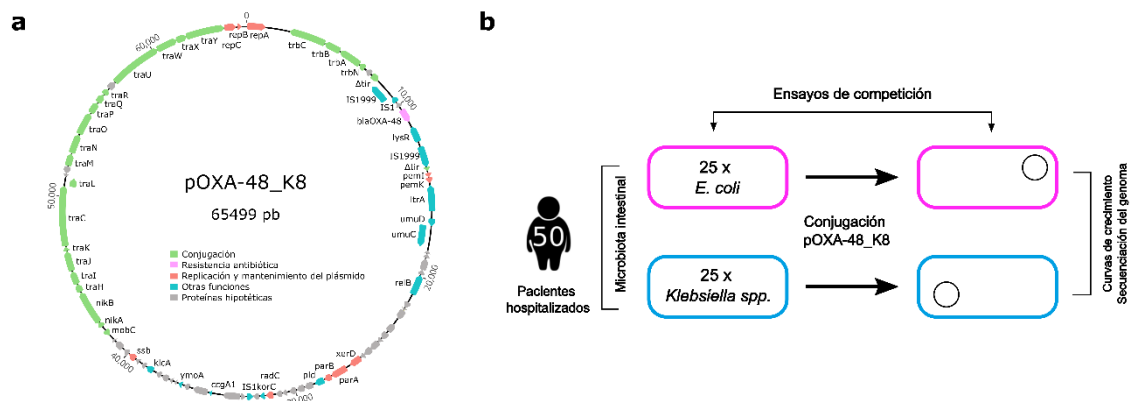 a
0
repB
repA
repC
traY
traX
traW
60,000
traU
traR
traQ
traP
traO
traN
traM
traL
50,000
traC
traK
traJ
traI
traH
nikB
nikA
mobC
40,000
ssb
klcA
ymoA
ccgA1
IS1
korC
radC
pld
parA
parB
xerD
20,000
relB
umuC
umuD
ltrA
pemK
pemI
Δtir
IS1999
lysR
blaOXA-48
10,000
IS1
IS1999
Δtir
trbN
trbA
trbB
trbC
pOXA-48_K8
65499 pb
Conjugación
Resistencia antibiótica
Replicación y mantenimiento del plásmido
Otras funciones
Proteínas hipotéticas
b
Ensayos de competición
50
Pacientes
hospitalizados
Microbiota intestinal
25 x
E. coli
Conjugación
pOXA-48_K8
25 x
Klebsiella spp.
Curvas de crecimiento
Secuenciación del genoma